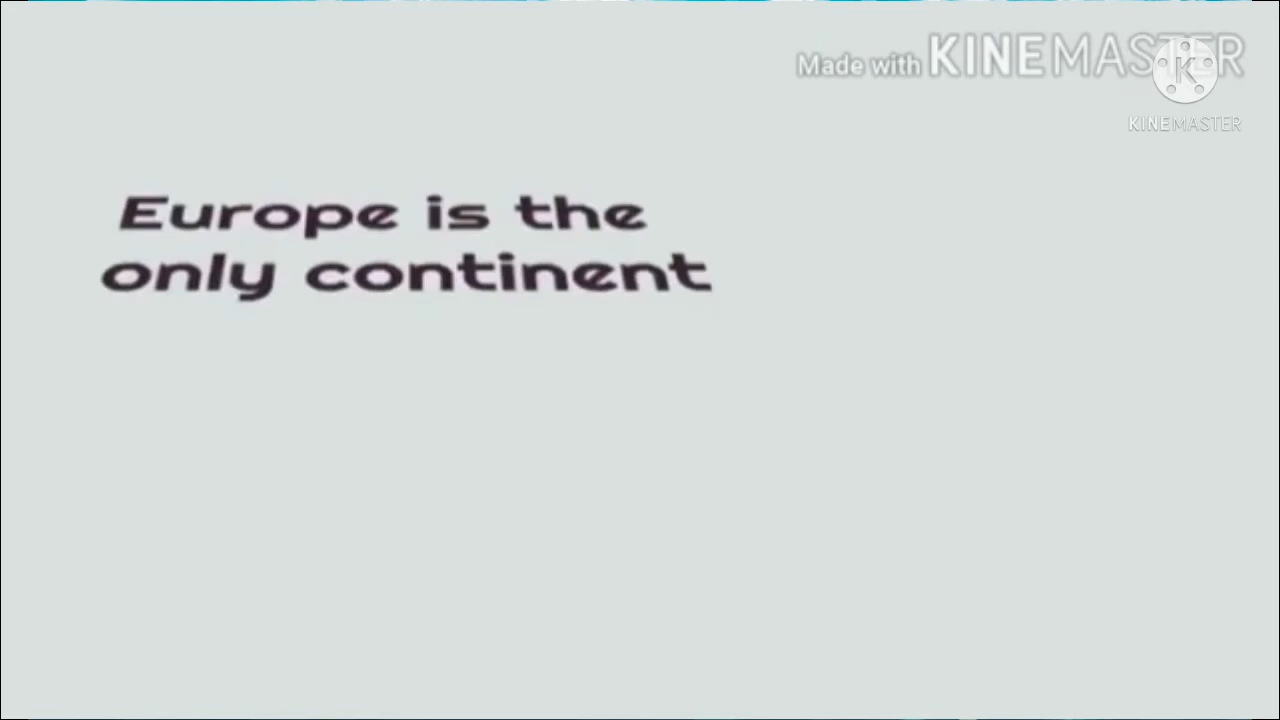 Made with KINEMASTER
K
KINEMASTER
Europe is the
only continent